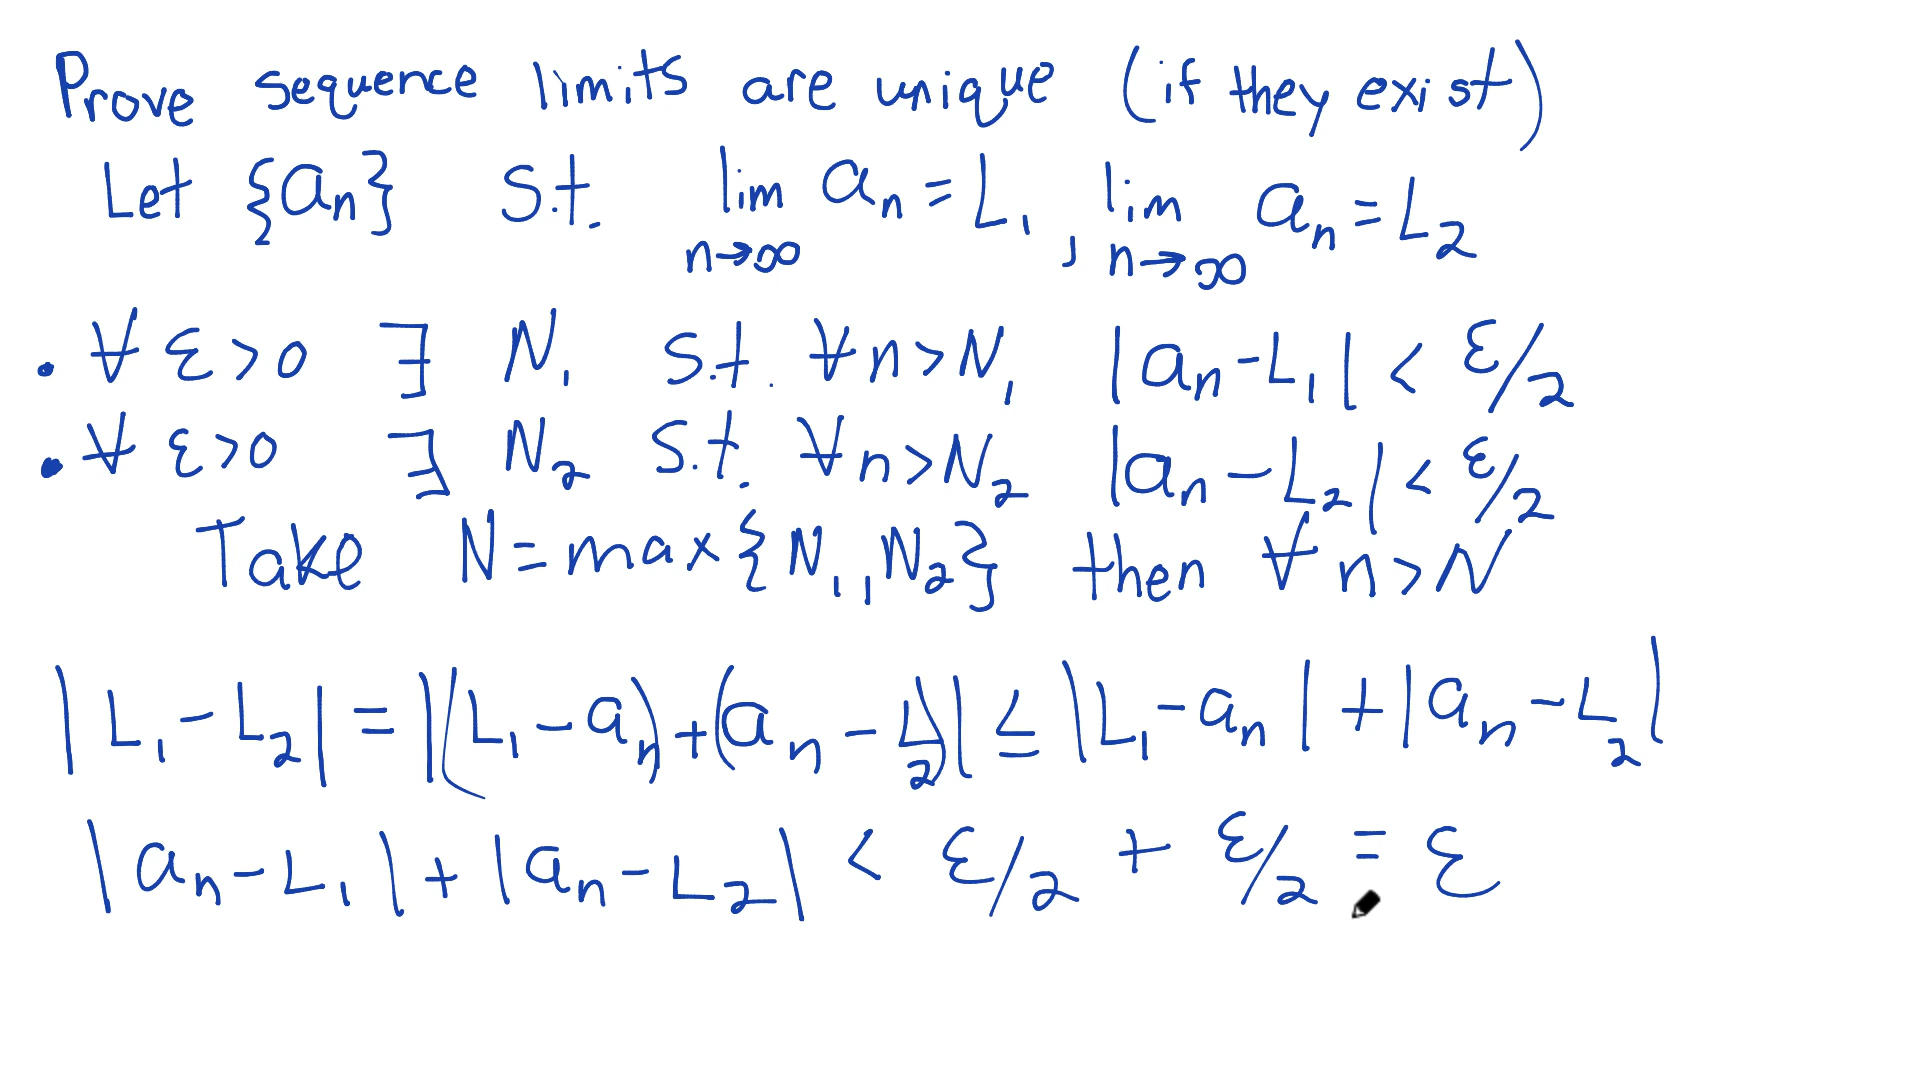 Prove sequence limits are unique (if they exist)
Let {aₙ} s.t. lim n→∞ aₙ = L₁, lim n→∞ aₙ = L₂
• ∀ ε>0 ∃ N₁ s.t. ∀n>N₁ |aₙ-L₁| < ε/2
• ∀ ε>0 ∃ N₂ s.t. ∀n>N₂ |aₙ-L₂| < ε/2
Take N=max{N₁,N₂} then ∀n>N
|L₁-L₂| = |(L₁-aₙ)+(aₙ-L₂)| ≤ |L₁-aₙ| + |aₙ-L₂|
|aₙ-L₁| + |aₙ-L₂| < ε/2 + ε/2 = ε